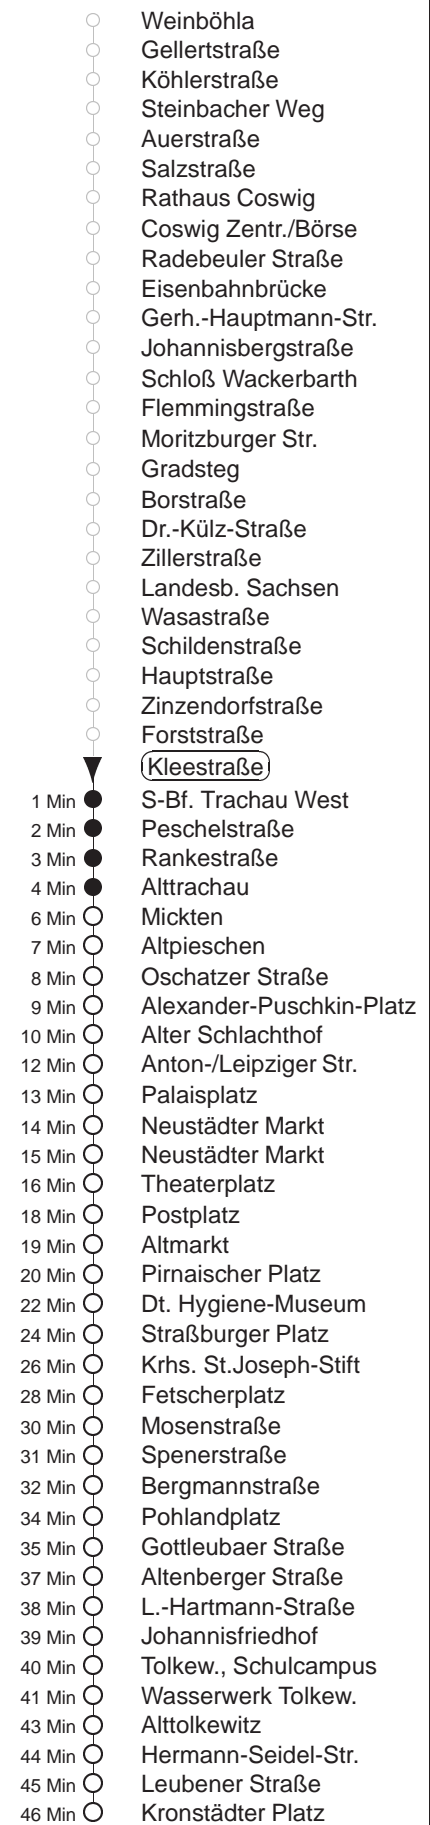 Weinböhla
Gellertstraße
Köhlerstraße
Steinbacher Weg
Auerstraße
Salzstraße
Rathaus Coswig
Coswig Zentr./Börse
Radebeuler Straße
Eisenbahnbrücke
Gerh.-Hauptmann-Str.
Johannisbergstraße
Schloß Wackerbarth
Flemmingstraße
Moritzburger Str.
Gradsteg
Borstraße
Dr.-Külz-Straße
Zillerstraße
Landesb. Sachsen
Wasastraße
Schildenstraße
Hauptstraße
Zinzendorfstraße
Forststraße
Kleestraße
1 Min S-Bf. Trachau West
2 Min Peschelstraße
3 Min Rankestraße
4 Min Alttrachau
6 Min Mickten
7 Min Altpieschen
8 Min Oschatzer Straße
9 Min Alexander-Puschkin-Platz
10 Min Alter Schlachthof
12 Min Anton-/Leipziger Str.
13 Min Palaisplatz
14 Min Neustädter Markt
15 Min Neustädter Markt
16 Min Theaterplatz
18 Min Postplatz
19 Min Altmarkt
20 Min Pirnaischer Platz
22 Min Dt. Hygiene-Museum
24 Min Straßburger Platz
26 Min Krhs. St.Joseph-Stift
28 Min Fetscherplatz
30 Min Mosenstraße
31 Min Spenerstraße
32 Min Bergmannstraße
34 Min Pohlandplatz
35 Min Gottleubaer Straße
37 Min Altenberger Straße
38 Min L.-Hartmann-Straße
39 Min Johannisfriedhof
40 Min Tolkew., Schulcampus
41 Min Wasserwerk Tolkew.
43 Min Alttolkewitz
44 Min Hermann-Seidel-Str.
45 Min Leubener Straße
46 Min Kronstädter Platz